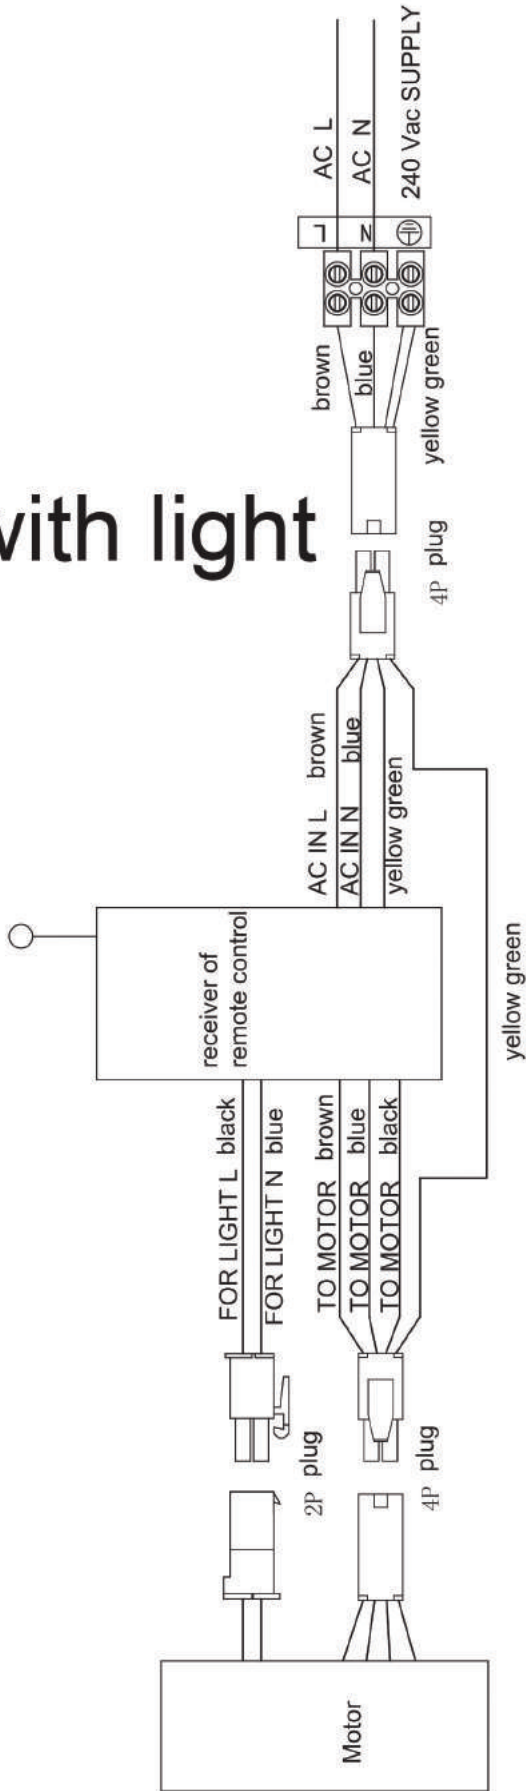 with light
Motor
2P plug
4P plug
FOR LIGHT L black
FOR LIGHT N blue
TO MOTOR brown
TO MOTOR blue
TO MOTOR black
receiver of
remote control
yellow green
AC IN L brown
AC IN N blue
yellow green
4P plug
brown
blue
yellow green
L
N
AC L
AC N
240 Vac SUPPLY